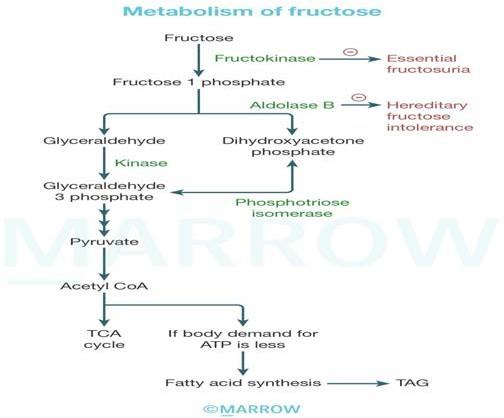 Metabolism of fructose
Fructose
Fructokinase
Essential
fructosuria
Fructose 1 phosphate
Aldolase B
Hereditary
fructose
intolerance
Glyceraldehyde
Dihydroxyacetone
phosphate
Kinase
Glyceraldehyde
3 phosphate
Phosphotriose
isomerase
MARROW
Pyruvate
Acetyl CoA
TCA
cycle
If body demand for
ATP is less
Fatty acid synthesis
TAG
©MARROW